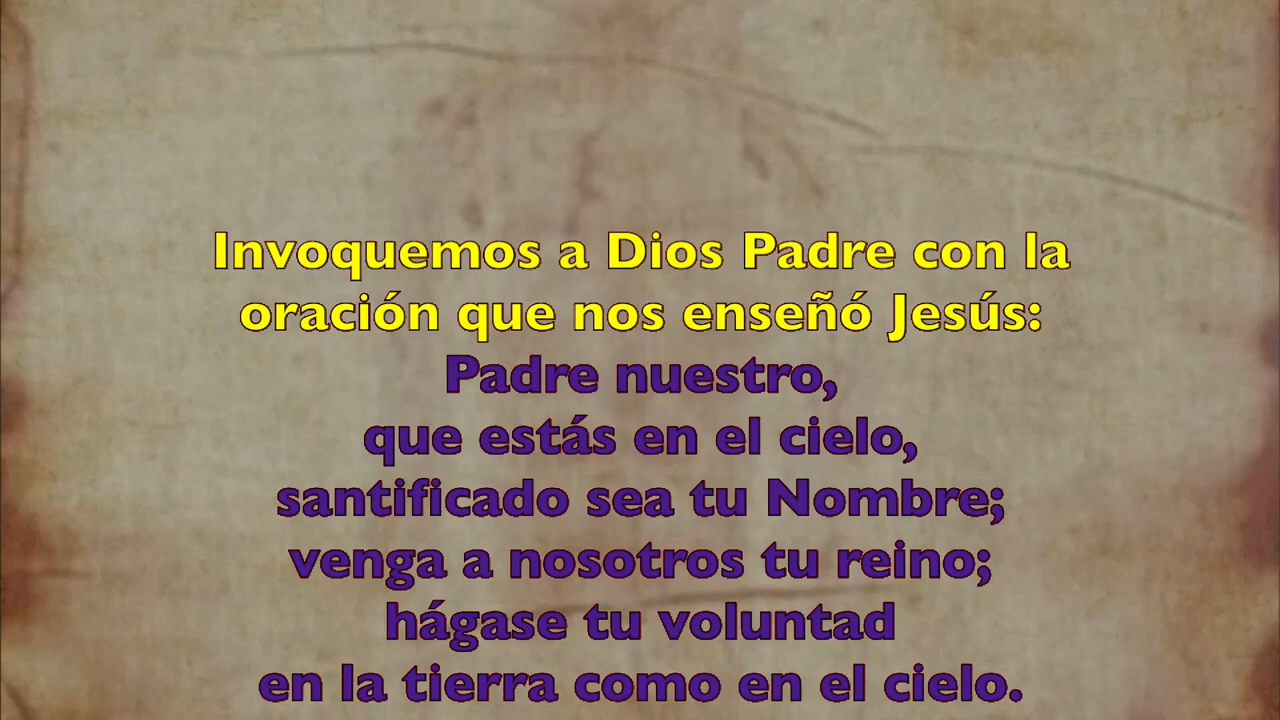 Invoquemos a Dios Padre con la
oración que nos enseñó Jesús:
Padre nuestro,
que estás en el cielo,
santificado sea tu Nombre;
venga a nosotros tu reino;
hágase tu voluntad
en la tierra como en el cielo.